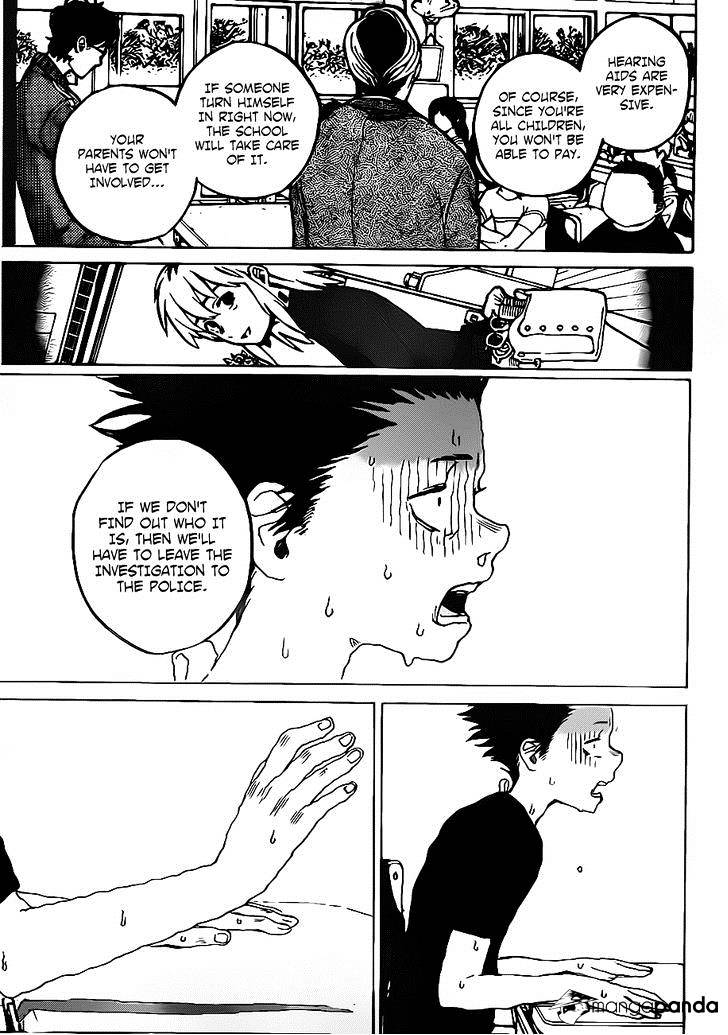 HEARING
AIDS ARE
VERY EXPEN-
SIVE.
OF COURSE,
SINCE YOU'RE
ALL CHILDREN,
YOU WON'T BE
ABLE TO PAY.
IF SOMEONE
TURN HIMSELF
IN RIGHT NOW,
THE SCHOOL
WILL TAKE CARE
OF IT.
YOUR
PARENTS WON'T
HAVE TO GET
INVOLVED...
IF WE DON'T
FIND OUT WHO IT
IS, THEN WE'LL
HAVE TO LEAVE THE
INVESTIGATION
TO THE POLICE.
mangapanda